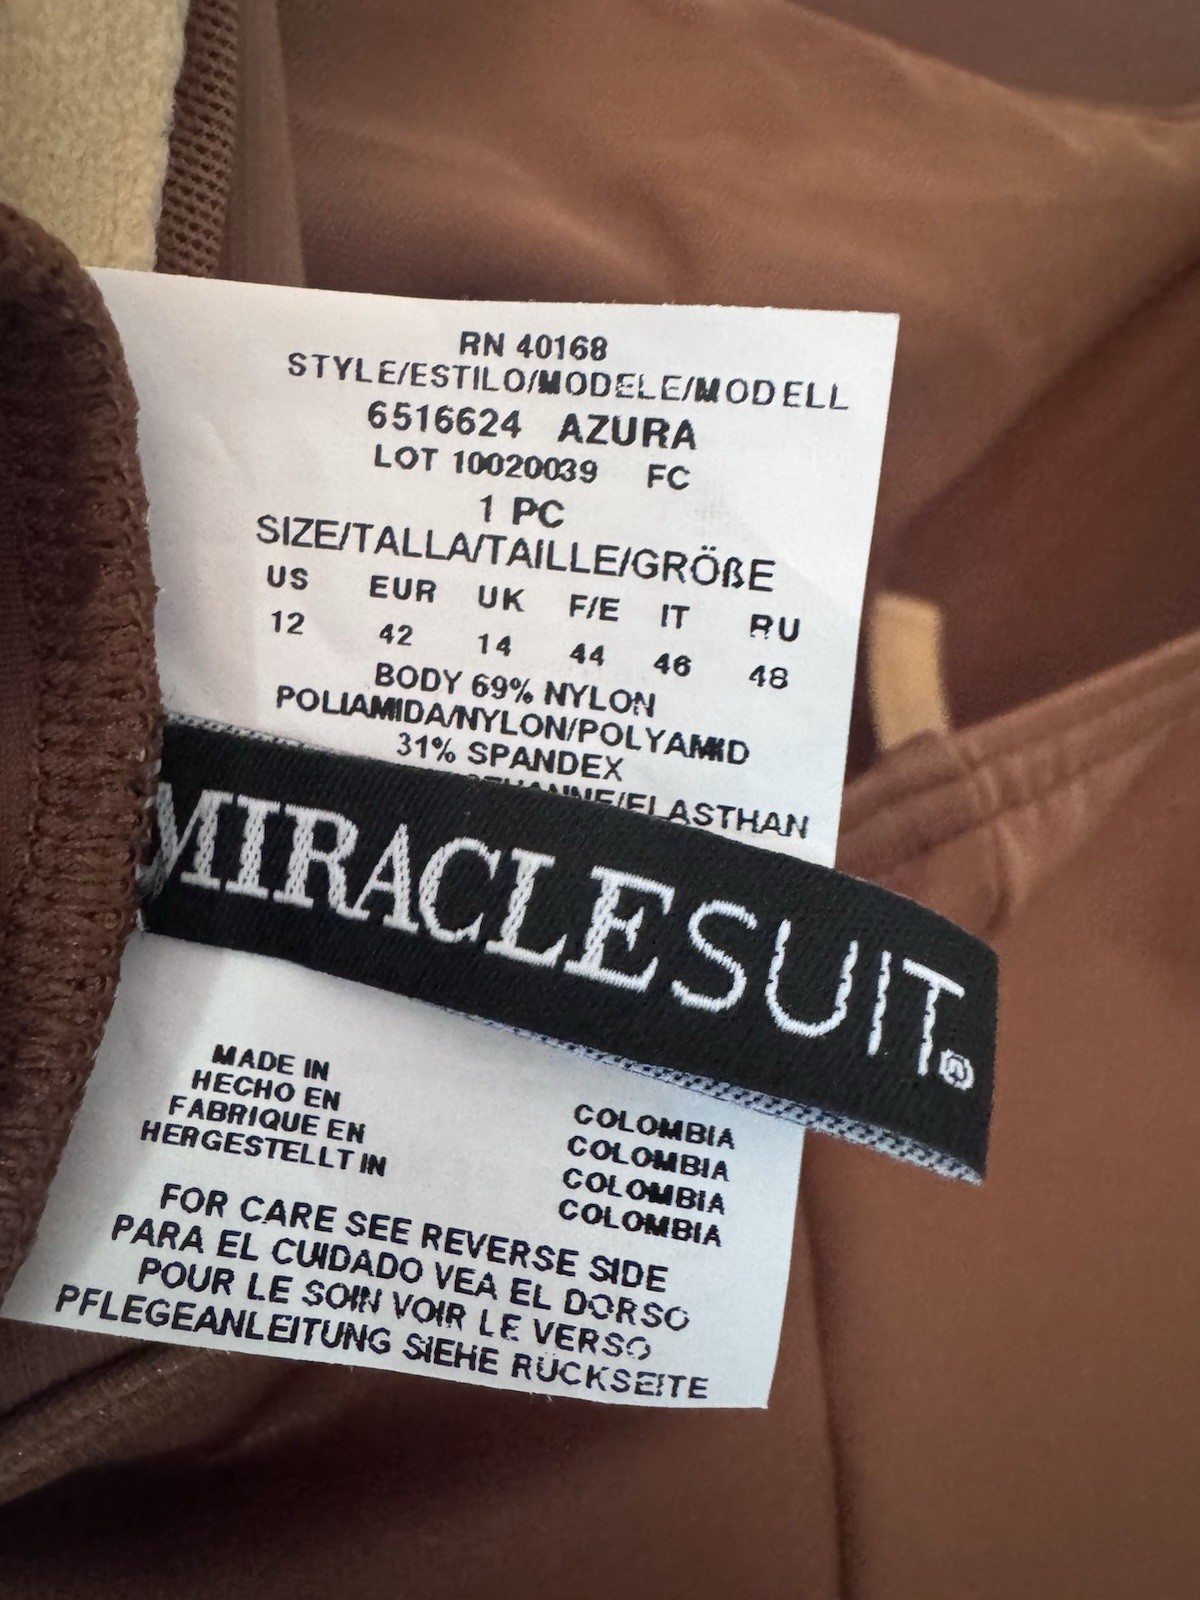 RN 40168
STYLE/ESTILO/MODELE/MODELL
6516624 AZURA
LOT 10020039 FC
1 PC
SIZE/TALLA/TAILLE/GRÖßE
US EUR UK F/E IT RU
12 42 14 44 46 48
BODY 69% NYLON
POLIAMIDA/NYLON/POLYAMID
31% SPANDEX
/ELASTHAN
MIRACLESUIT®
MADE IN COLOMBIA
HECHO EN COLOMBIA
FABRIQUE EN COLOMBIA
HERGESTELLT IN COLOMBIA
FOR CARE SEE REVERSE SIDE
PARA EL CUIDADO VEA EL DORSO
POUR LE SOIN VOIR LE VERSO
PFLEGEANLEITUNG SIEHE RÜCKSEITE